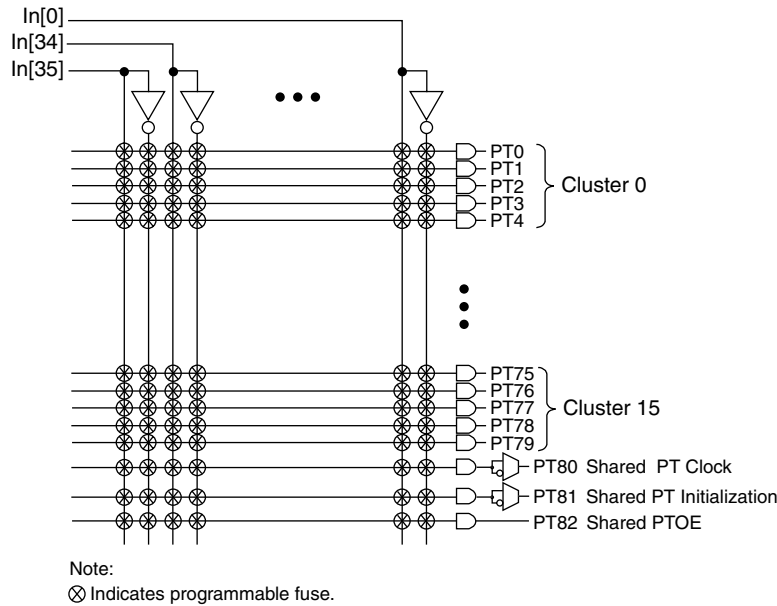 In[0]
In[34]
In[35]
PT0
PT1
PT2
PT3
PT4
Cluster 0
PT75
PT76
PT77
PT78
PT79
Cluster 15
PT80 Shared PT Clock
PT81 Shared PT Initialization
PT82 Shared PTOE
Note:
Indicates programmable fuse.